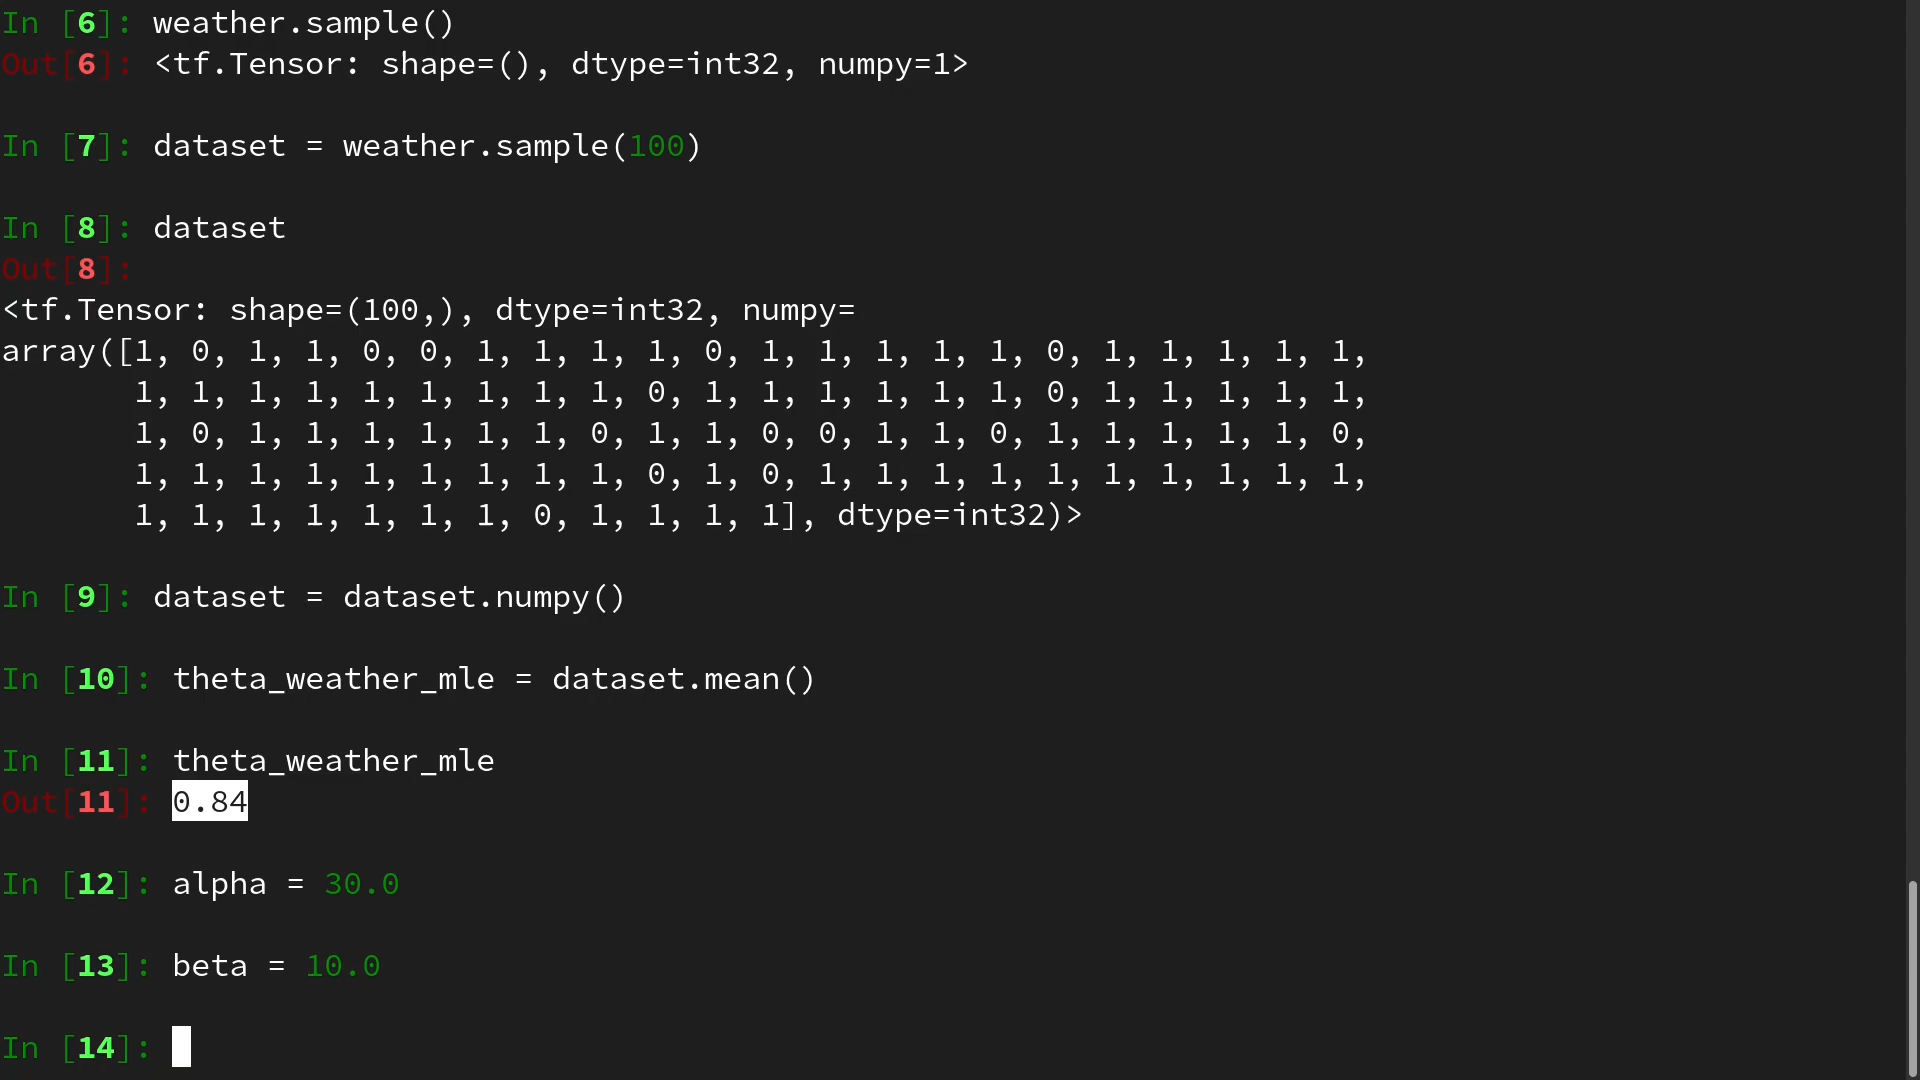 In [6]: weather.sample()
Out[6]: <tf.Tensor: shape=(), dtype=int32, numpy=1>
In [7]: dataset = weather.sample(100)
In [8]: dataset
Out[8]:
<tf.Tensor: shape=(100,), dtype=int32, numpy=
array([1, 0, 1, 1, 0, 0, 1, 1, 1, 1, 0, 1, 1, 1, 1, 1, 0, 1, 1, 1, 1, 1,
1, 1, 1, 1, 1, 1, 1, 1, 1, 0, 1, 1, 1, 1, 1, 1, 0, 1, 1, 1, 1, 1,
1, 0, 1, 1, 1, 1, 1, 1, 0, 1, 1, 0, 0, 1, 1, 0, 1, 1, 1, 1, 1, 0,
1, 1, 1, 1, 1, 1, 1, 1, 1, 0, 1, 0, 1, 1, 1, 1, 1, 1, 1, 1, 1, 1,
1, 1, 1, 1, 1, 1, 1, 0, 1, 1, 1, 1], dtype=int32)>
In [9]: dataset = dataset.numpy()
In [10]: theta_weather_mle = dataset.mean()
In [11]: theta_weather_mle
Out[11]: 0.84
In [12]: alpha = 30.0
In [13]: beta = 10.0
In [14]: